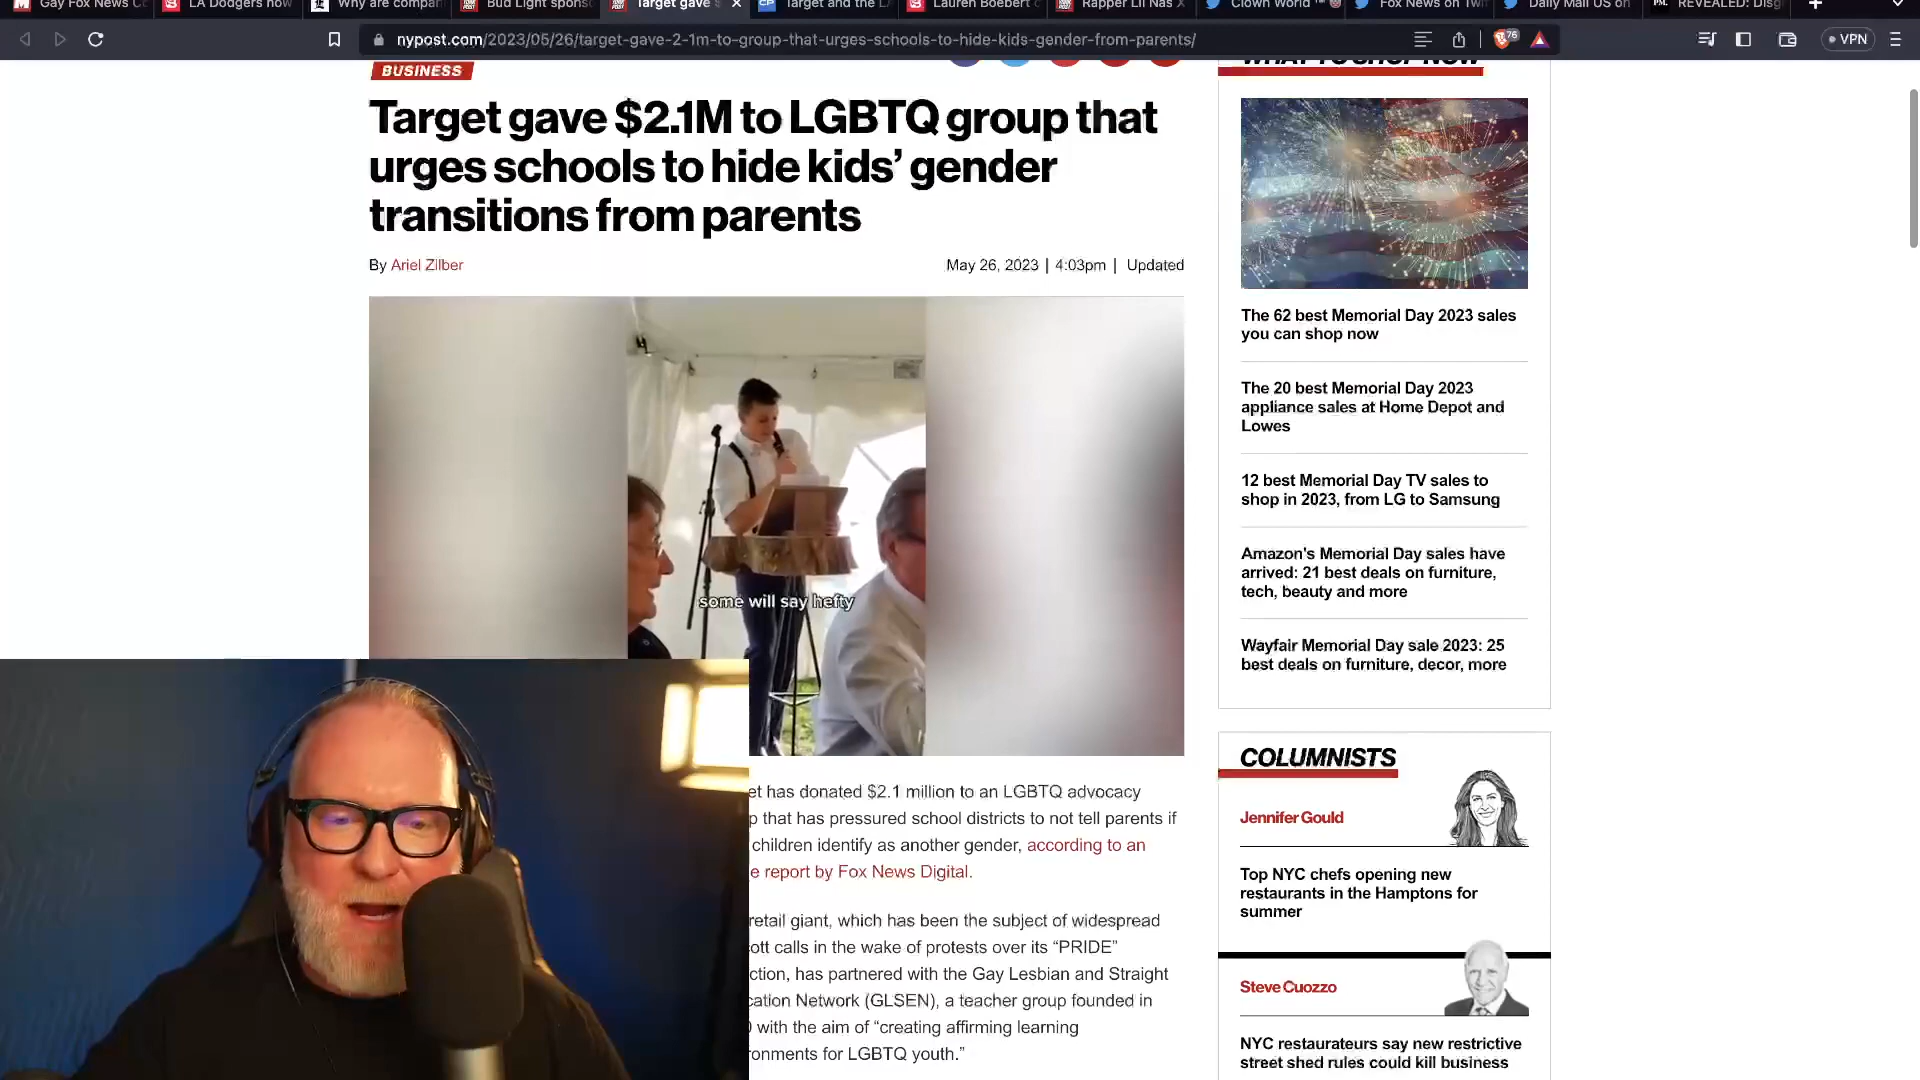 Gay Fox News C
LA Dodgers now
Why are compan
Bud Light spons
Target gave $
Target and the L
Lauren Boebert c
Rapper Lil Nas X
Clown World ™
Fox News on Twi
Daily Mail US on
REVEALED: Disg
nypost.com/2023/05/26/target-gave-2-1m-to-group-that-urges-schools-to-hide-kids-gender-from-parents/
76
VPN
BUSINESS
Target gave $2.1M to LGBTQ group that
urges schools to hide kids’ gender
transitions from parents
By Ariel Zilber
May 26, 2023 | 4:03pm | Updated
some will say hefty
et has donated $2.1 million to an LGBTQ advocacy
p that has pressured school districts to not tell parents if
children identify as another gender, according to an
e report by Fox News Digital.
retail giant, which has been the subject of widespread
ott calls in the wake of protests over its “PRIDE”
ction, has partnered with the Gay Lesbian and Straight
cation Network (GLSEN), a teacher group founded in
0 with the aim of “creating affirming learning
ronments for LGBTQ youth.”
WHAT TO SHOP NOW
The 62 best Memorial Day 2023 sales
you can shop now
The 20 best Memorial Day 2023
appliance sales at Home Depot and
Lowes
12 best Memorial Day TV sales to
shop in 2023, from LG to Samsung
Amazon's Memorial Day sales have
arrived: 21 best deals on furniture,
tech, beauty and more
Wayfair Memorial Day sale 2023: 25
best deals on furniture, decor, more
COLUMNISTS
Jennifer Gould
Top NYC chefs opening new
restaurants in the Hamptons for
summer
Steve Cuozzo
NYC restaurateurs say new restrictive
street shed rules could kill business